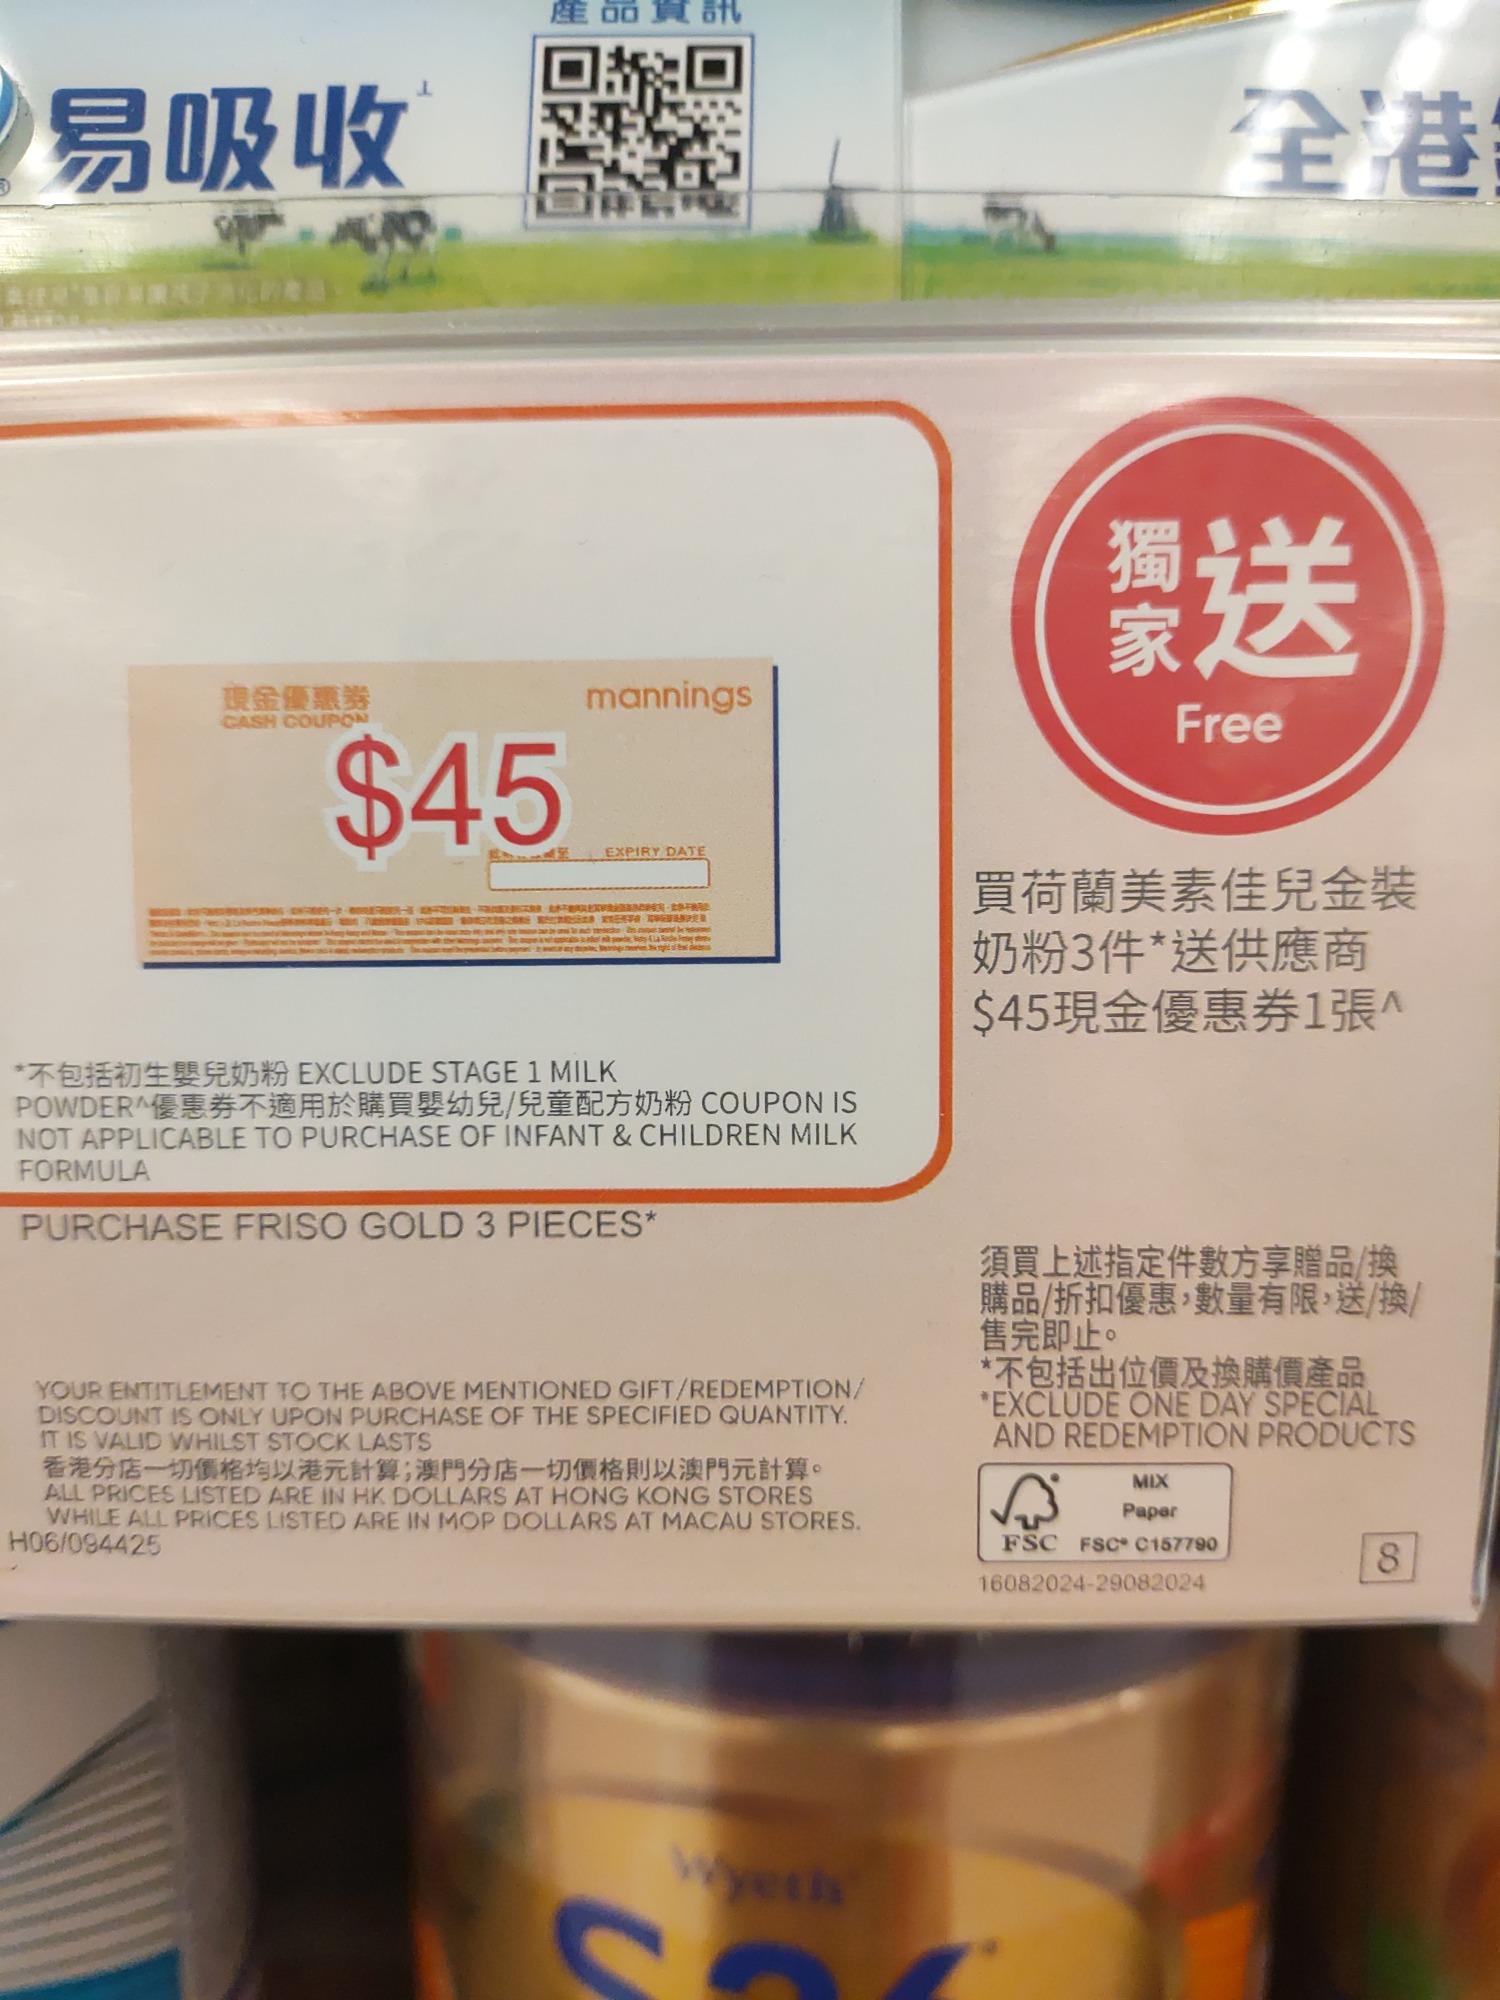 產品資訊
易吸收
全港
獨家送
Free
現金優惠券
CASH COUPON
mannings
$45
EXPIRY DATE
買荷蘭美素佳兒金裝
奶粉3件*送供應商
$45現金優惠券1張^
*不包括初生嬰兒奶粉 EXCLUDE STAGE 1 MILK
POWDER^優惠券不適用於購買嬰幼兒/兒童配方奶粉 COUPON IS
NOT APPLICABLE TO PURCHASE OF INFANT & CHILDREN MILK
FORMULA
PURCHASE FRISO GOLD 3 PIECES*
須買上述指定件數方享贈品/換
購品/折扣優惠，數量有限，送/換/
售完即止。
*不包括出位價及換購價產品
*EXCLUDE ONE DAY SPECIAL
AND REDEMPTION PRODUCTS
YOUR ENTITLEMENT TO THE ABOVE MENTIONED GIFT/REDEMPTION/
DISCOUNT IS ONLY UPON PURCHASE OF THE SPECIFIED QUANTITY.
IT IS VALID WHILST STOCK LASTS
香港分店一切價格均以港元計算；澳門分店一切價格則以澳門元計算。
ALL PRICES LISTED ARE IN HK DOLLARS AT HONG KONG STORES
WHILE ALL PRICES LISTED ARE IN MOP DOLLARS AT MACAU STORES.
H06/094425
MIX
Paper
FSC FSC® C157790
16082024-29082024
8
Wyeth
S26